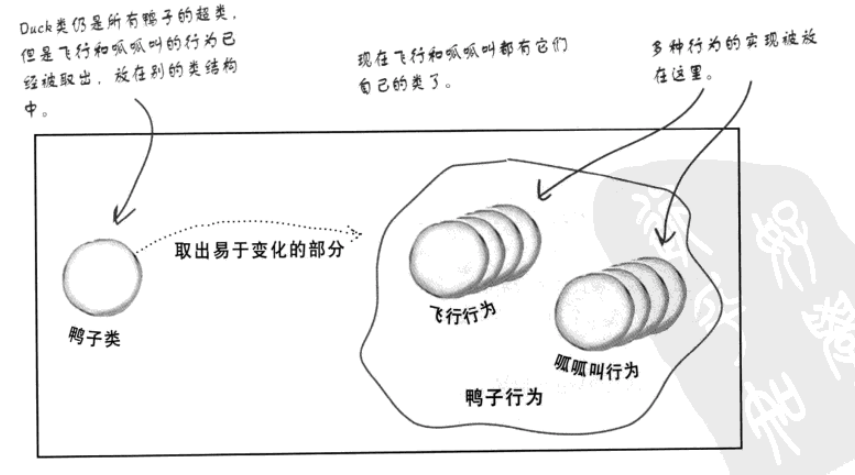 Duck类仍是所有鸭子的超类，
但是飞行和呱呱叫的行为已
经被取出，放在别的类结构
中。
现在飞行和呱呱叫都有它们
自己的类了。
多种行为的实现被放
在这里。
取出易于变化的部分
鸭子类
飞行行为
呱呱叫行为
鸭子行为